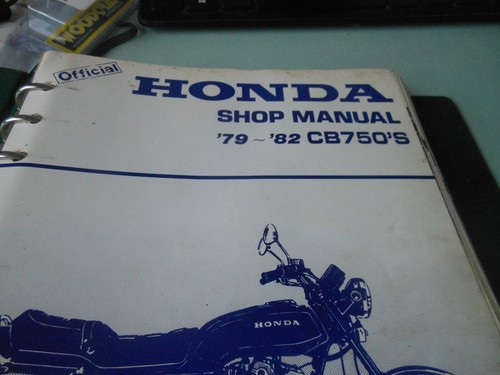 Official
HONDA
SHOP MANUAL
'79 ~ '82 CB750'S
HONDA